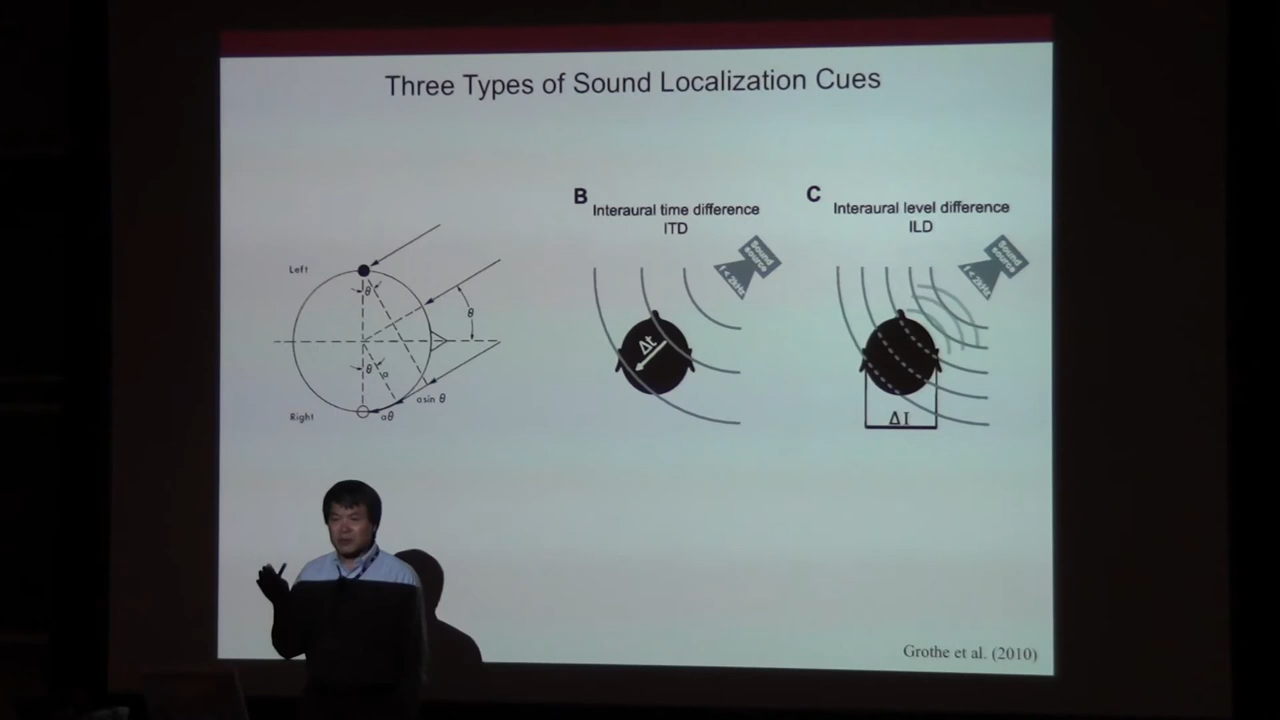 Three Types of Sound Localization Cues
B
Interaural time difference
ITD
C
Interaural level difference
ILD
Left
Right
θ
θ
θ
a
a sin θ
aθ
Sound
source
f < 2kHz
Δt
Sound
source
f < 2kHz
ΔI
Grothe et al. (2010)